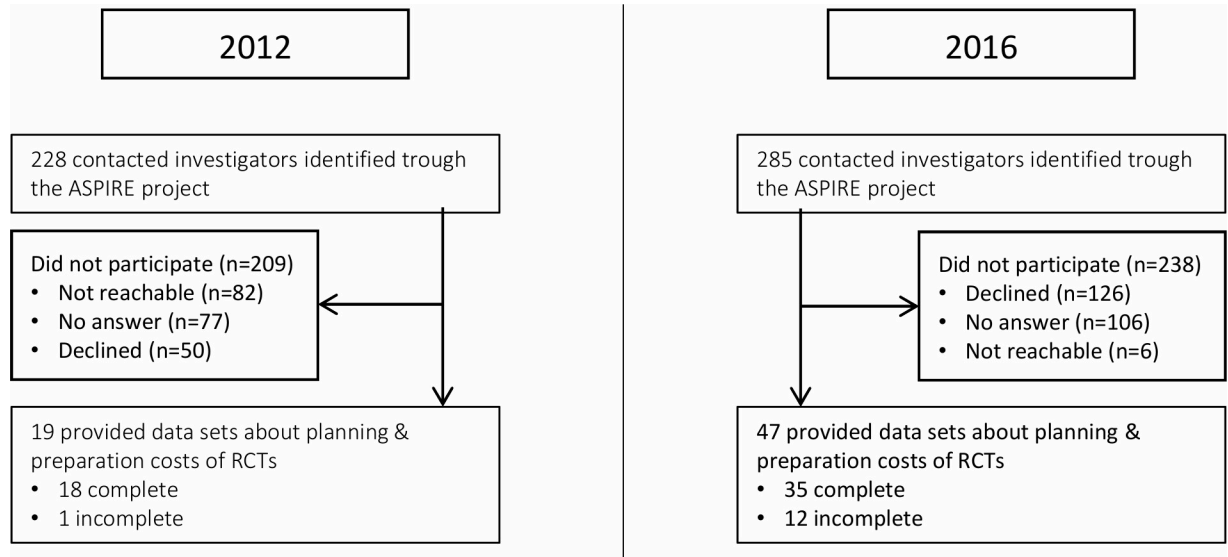 2012
228 contacted investigators identified trough
the ASPIRE project
Did not participate (n=209)
• Not reachable (n=82)
• No answer (n=77)
• Declined (n=50)
19 provided data sets about planning &
preparation costs of RCTs
• 18 complete
• 1 incomplete
2016
285 contacted investigators identified trough
the ASPIRE project
Did not participate (n=238)
• Declined (n=126)
• No answer (n=106)
• Not reachable (n=6)
47 provided data sets about planning &
preparation costs of RCTs
• 35 complete
• 12 incomplete